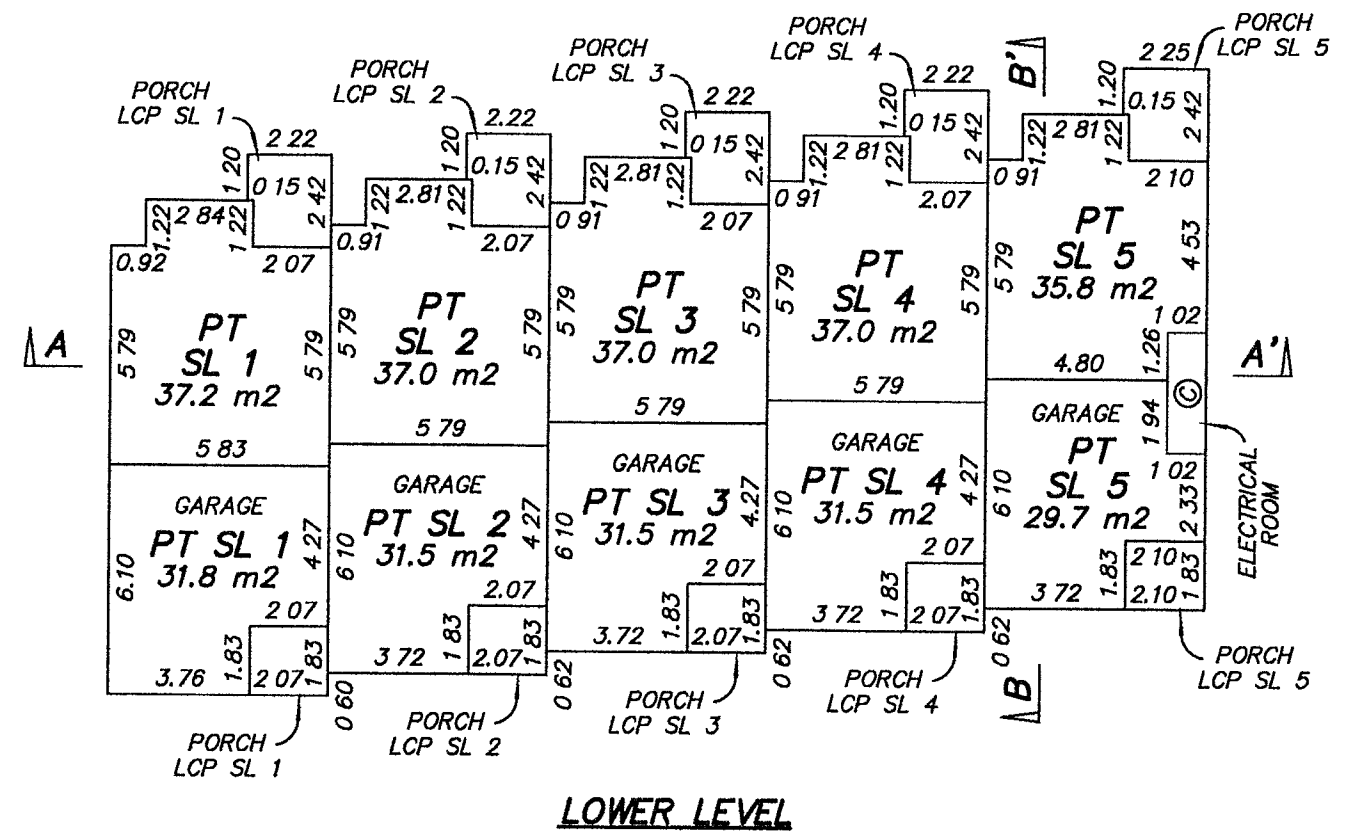 PORCH
LCP SL 1
PORCH
LCP SL 2
PORCH
LCP SL 3
PORCH
LCP SL 4
B'
PORCH
LCP SL 5
2 22
1 20
0 15
2 42
1.22
2 84
1 22
0.92
2 07
5 79
5 79
PT
SL 1
37.2 m2
5 83
2.22
1 20
0.15
2 42
0.91
1 22
2.81
1 22
2.07
5 79
5 79
PT
SL 2
37.0 m2
5 79
2 22
1 20
0 15
2.42
0 91
1 22
2.81
1.22
2 07
5 79
5 79
PT
SL 3
37.0 m2
5 79
2 22
1.20
0 15
2 42
0 91
1.22
2 81
1 22
2.07
5 79
5 79
PT
SL 4
37.0 m2
5 79
2 25
1.20
0.15
2 42
0 91
1.22
2 81
1 22
2 10
5 79
4 53
PT
SL 5
35.8 m2
1 02
1.26
4.80
A
A'
GARAGE
PT SL 1
31.8 m2
6.10
4 27
2 07
1.83
1 83
3.76
2 07
0 60
GARAGE
PT SL 2
31.5 m2
6 10
4 27
2.07
1 83
1 83
3 72
2.07
0 62
GARAGE
PT SL 3
31.5 m2
6 10
4.27
2 07
1.83
1.83
3.72
2.07
0 62
GARAGE
PT SL 4
31.5 m2
6 10
4 27
2 07
1 83
1.83
3 72
2 07
0 62
GARAGE
PT
SL 5
29.7 m2
6 10
1 94
C
1 02
2 33
2 10
1.83
1 83
3 72
2.10
ELECTRICAL
ROOM
PORCH
LCP SL 1
PORCH
LCP SL 2
PORCH
LCP SL 3
PORCH
LCP SL 4
B
PORCH
LCP SL 5
LOWER LEVEL